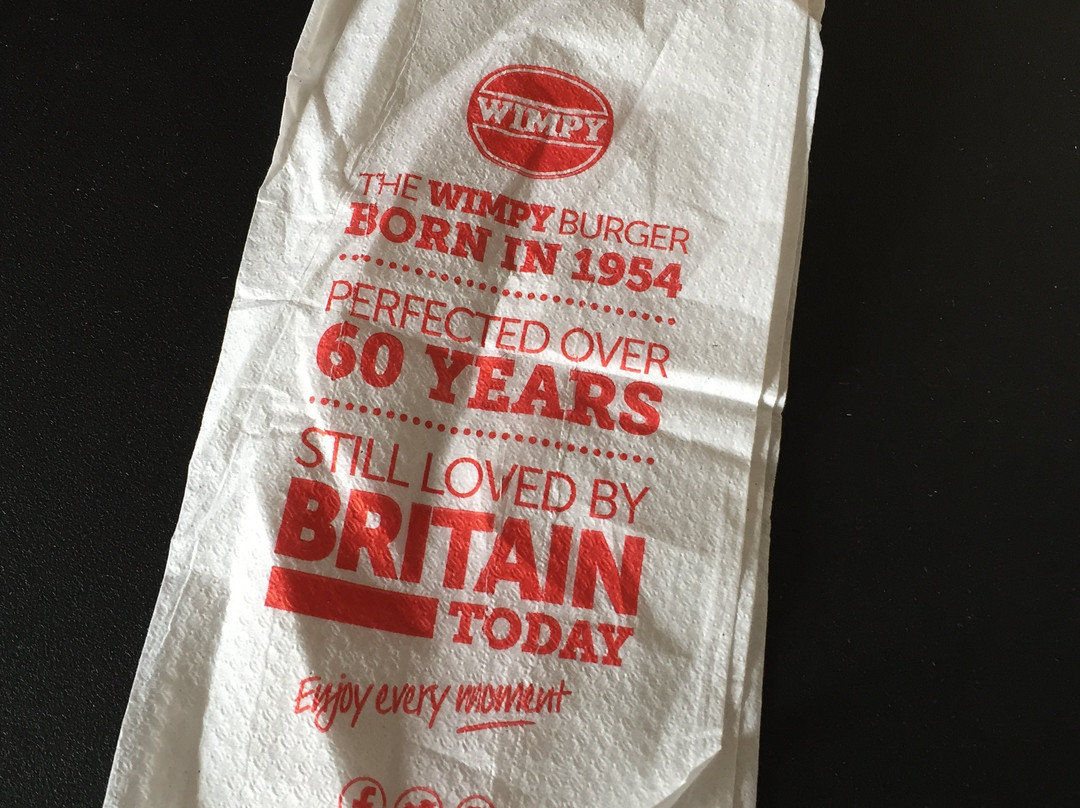 WIMPY
THE WIMPY BURGER
BORN IN 1954
PERFECTED OVER
60 YEARS
STILL LOVED BY
BRITAIN
TODAY
Enjoy every moment